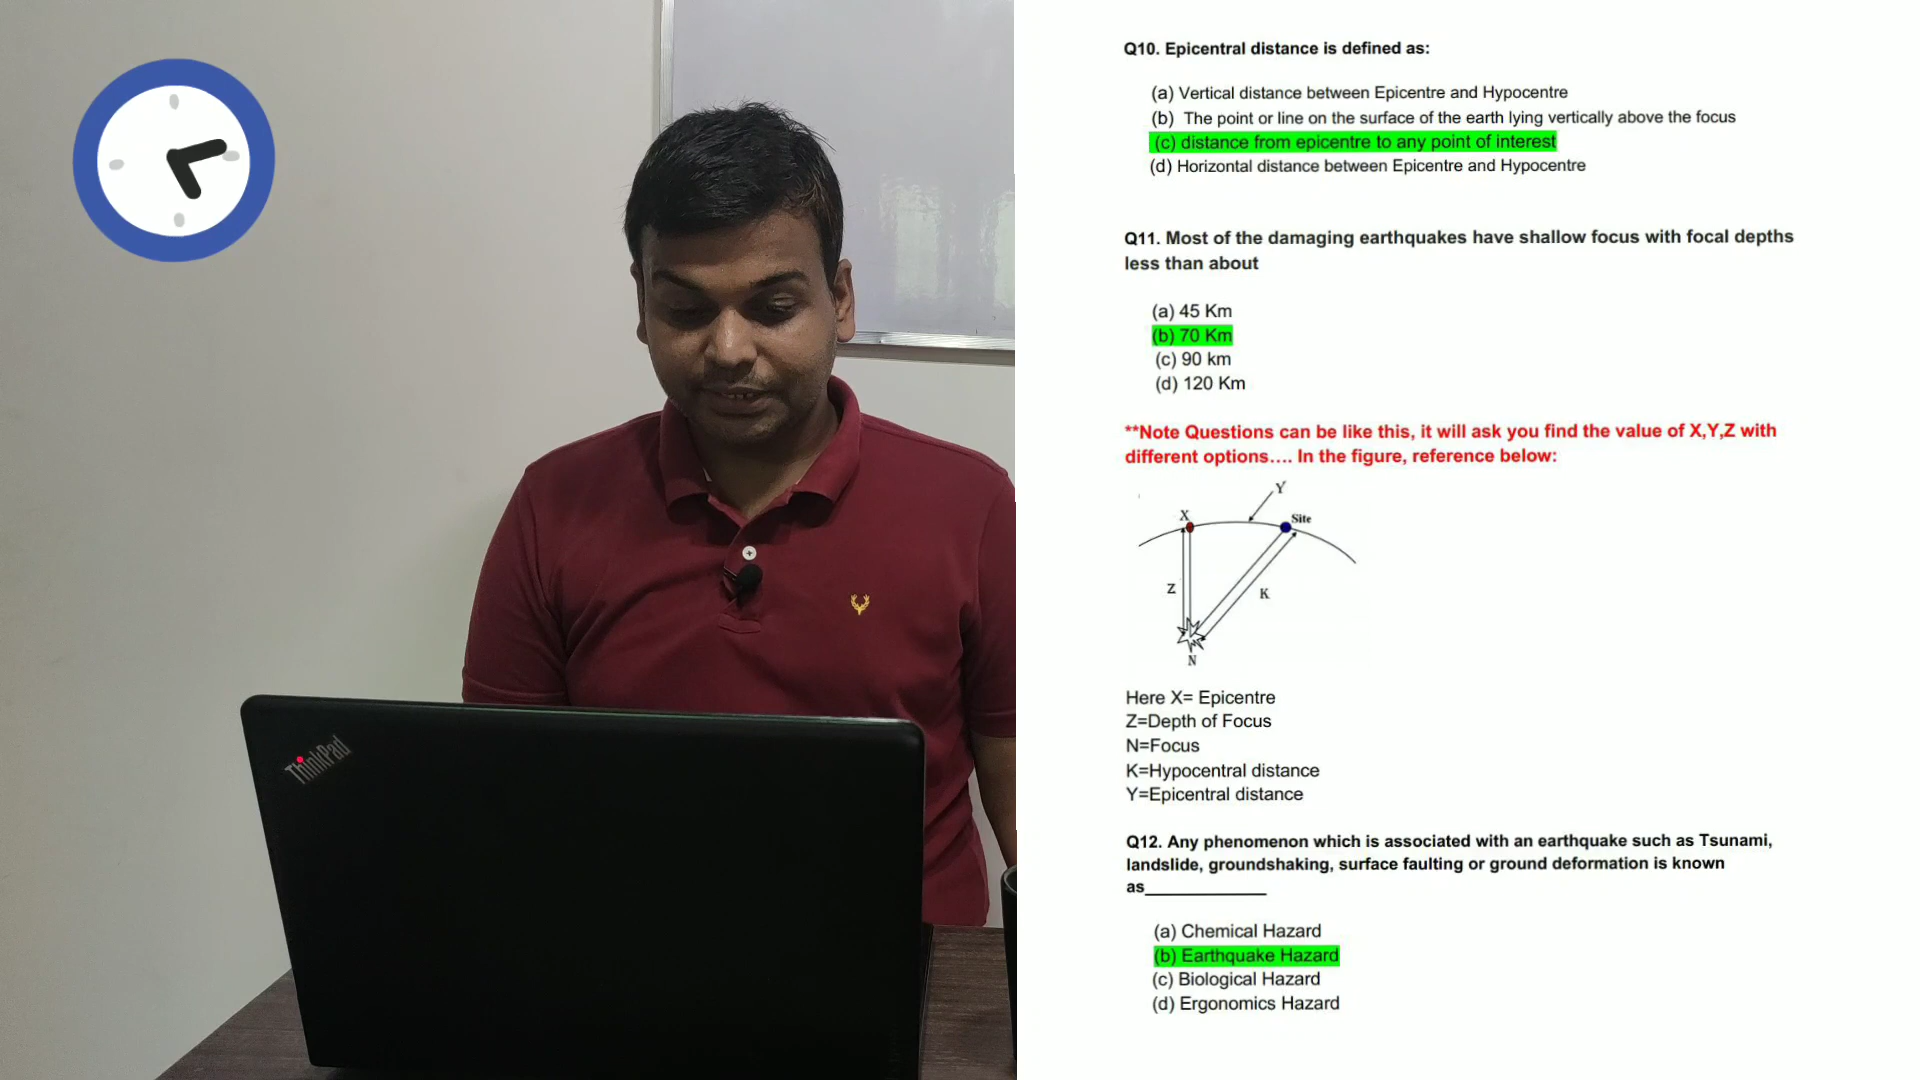 ThinkPad
Q10. Epicentral distance is defined as:
(a) Vertical distance between Epicentre and Hypocentre
(b) The point or line on the surface of the earth lying vertically above the focus
(c) distance from epicentre to any point of interest
(d) Horizontal distance between Epicentre and Hypocentre
Q11. Most of the damaging earthquakes have shallow focus with focal depths
less than about
(a) 45 Km
(b) 70 Km
(c) 90 km
(d) 120 Km
**Note Questions can be like this, it will ask you find the value of X,Y,Z with
different options…. In the figure, reference below:
Y
X
Site
Z
K
N
Here X= Epicentre
Z=Depth of Focus
N=Focus
K=Hypocentral distance
Y=Epicentral distance
Q12. Any phenomenon which is associated with an earthquake such as Tsunami,
landslide, groundshaking, surface faulting or ground deformation is known
as_____________
(a) Chemical Hazard
(b) Earthquake Hazard
(c) Biological Hazard
(d) Ergonomics Hazard